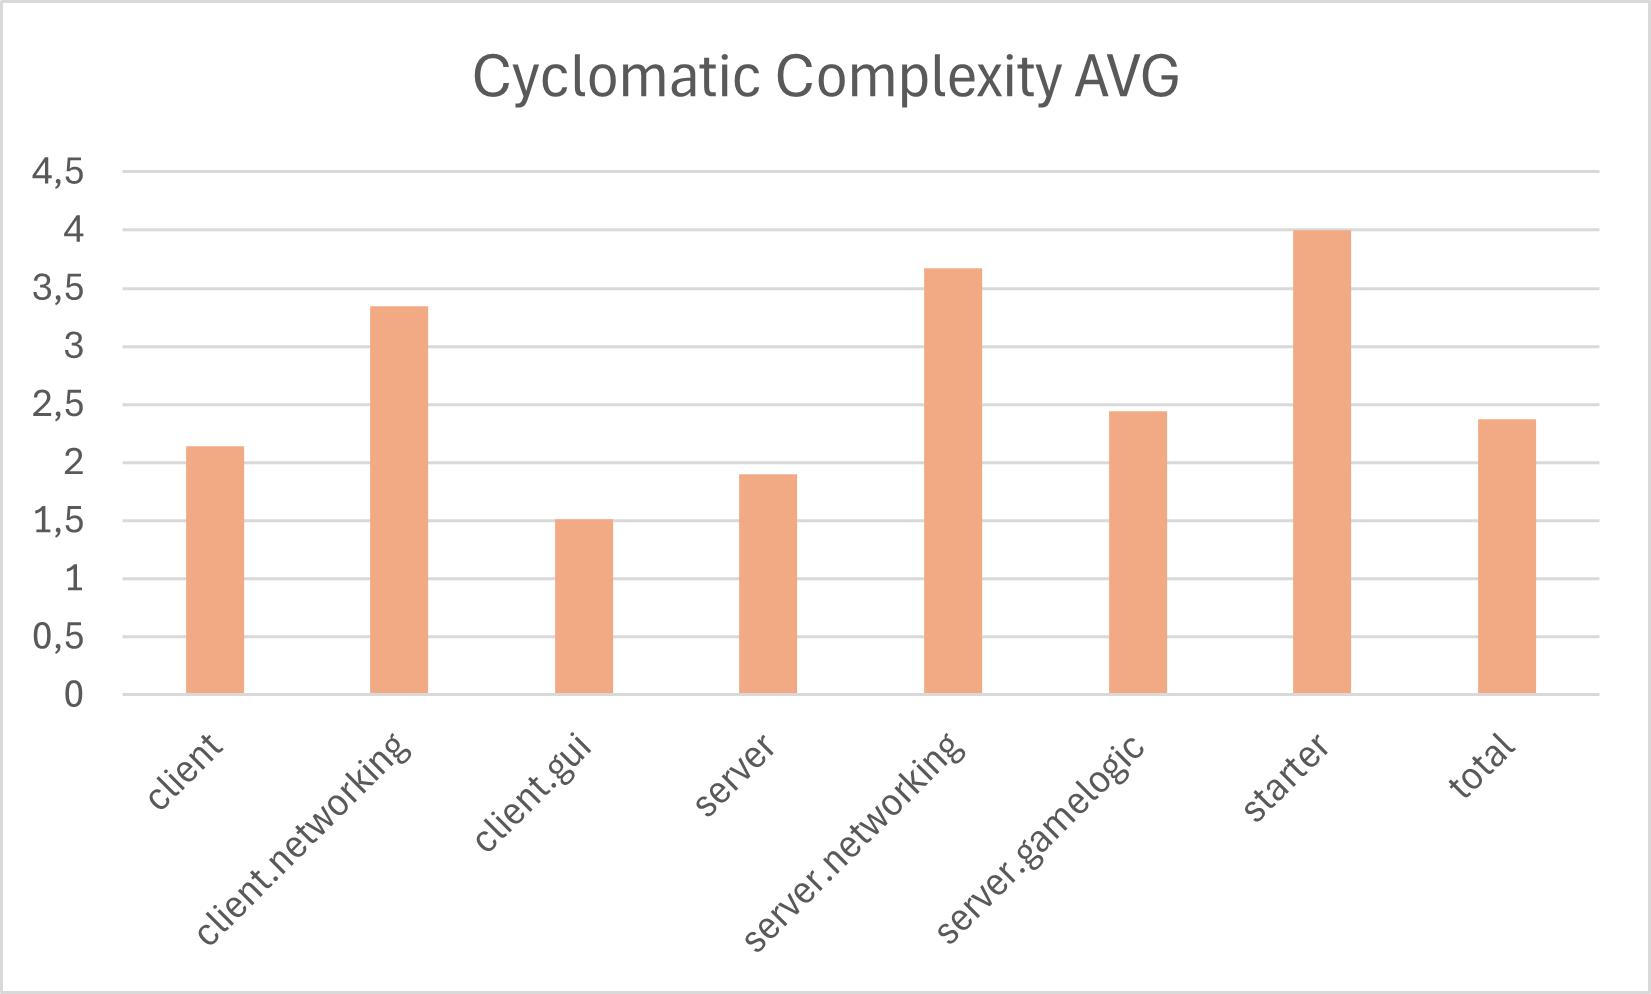 Cyclomatic Complexity AVG
4,5
4
3,5
3
2,5
2
1,5
1
0,5
0
client
client.networking
client.gui
server
server.networking
server.gamelogic
starter
total